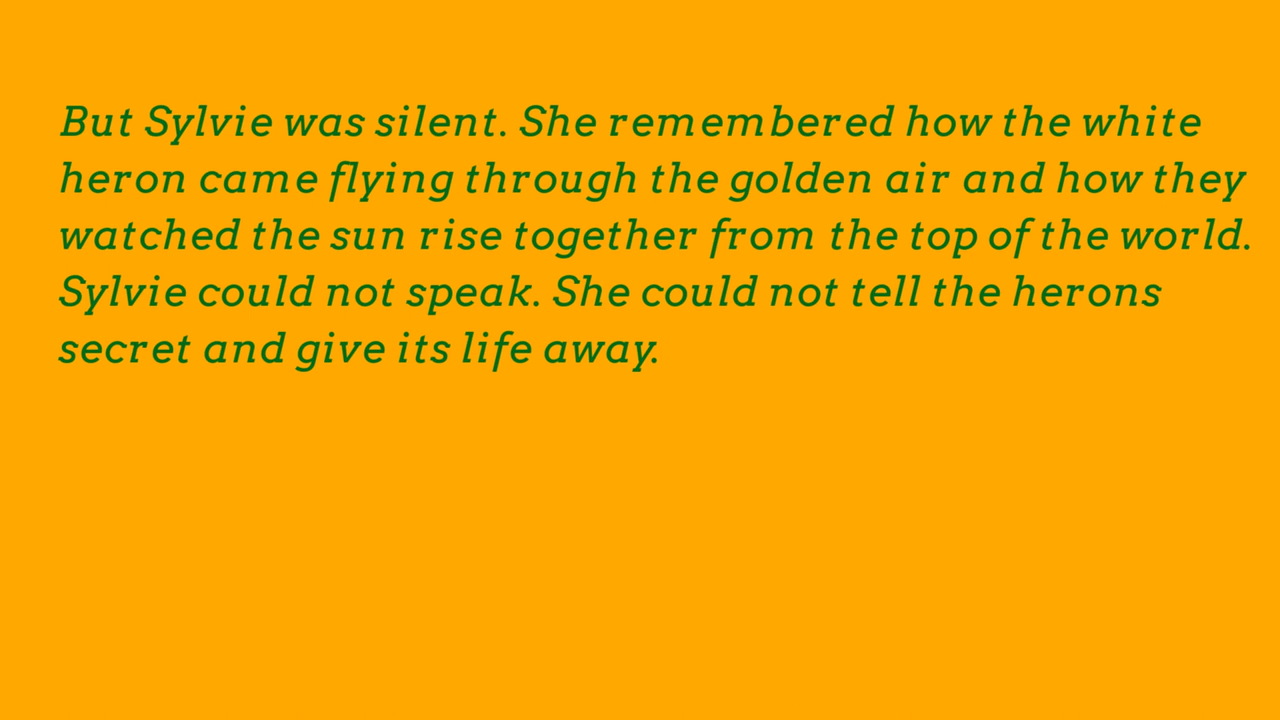 But Sylvie was silent. She remembered how the white
heron came flying through the golden air and how they
watched the sun rise together from the top of the world.
Sylvie could not speak. She could not tell the herons
secret and give its life away.